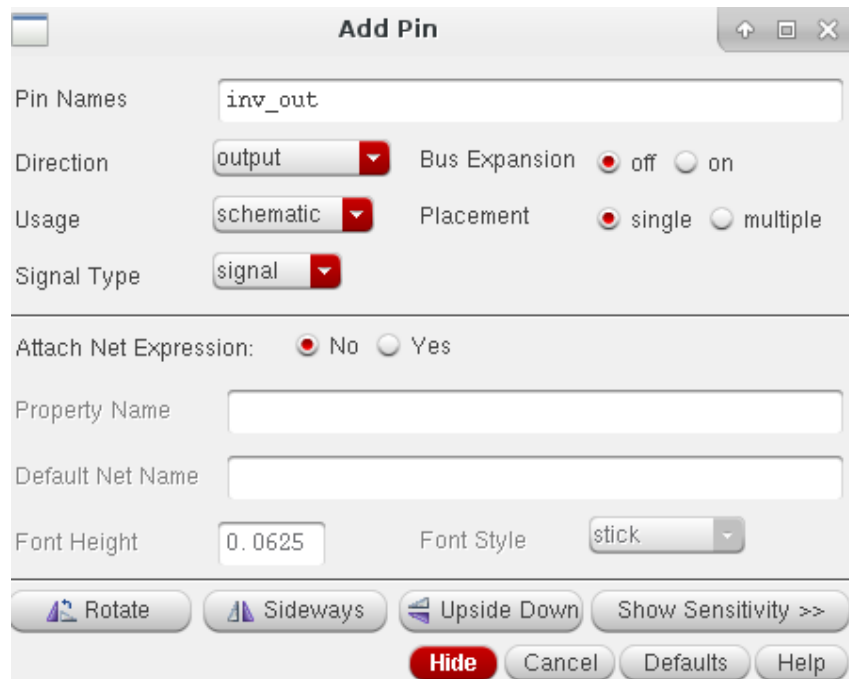 Add Pin
Pin Names inv_out
Direction output Bus Expansion off on
Usage schematic Placement single multiple
Signal Type signal
Attach Net Expression: No Yes
Property Name
Default Net Name
Font Height 0.0625 Font Style stick
Rotate Sideways Upside Down Show Sensitivity >>
Hide Cancel Defaults Help